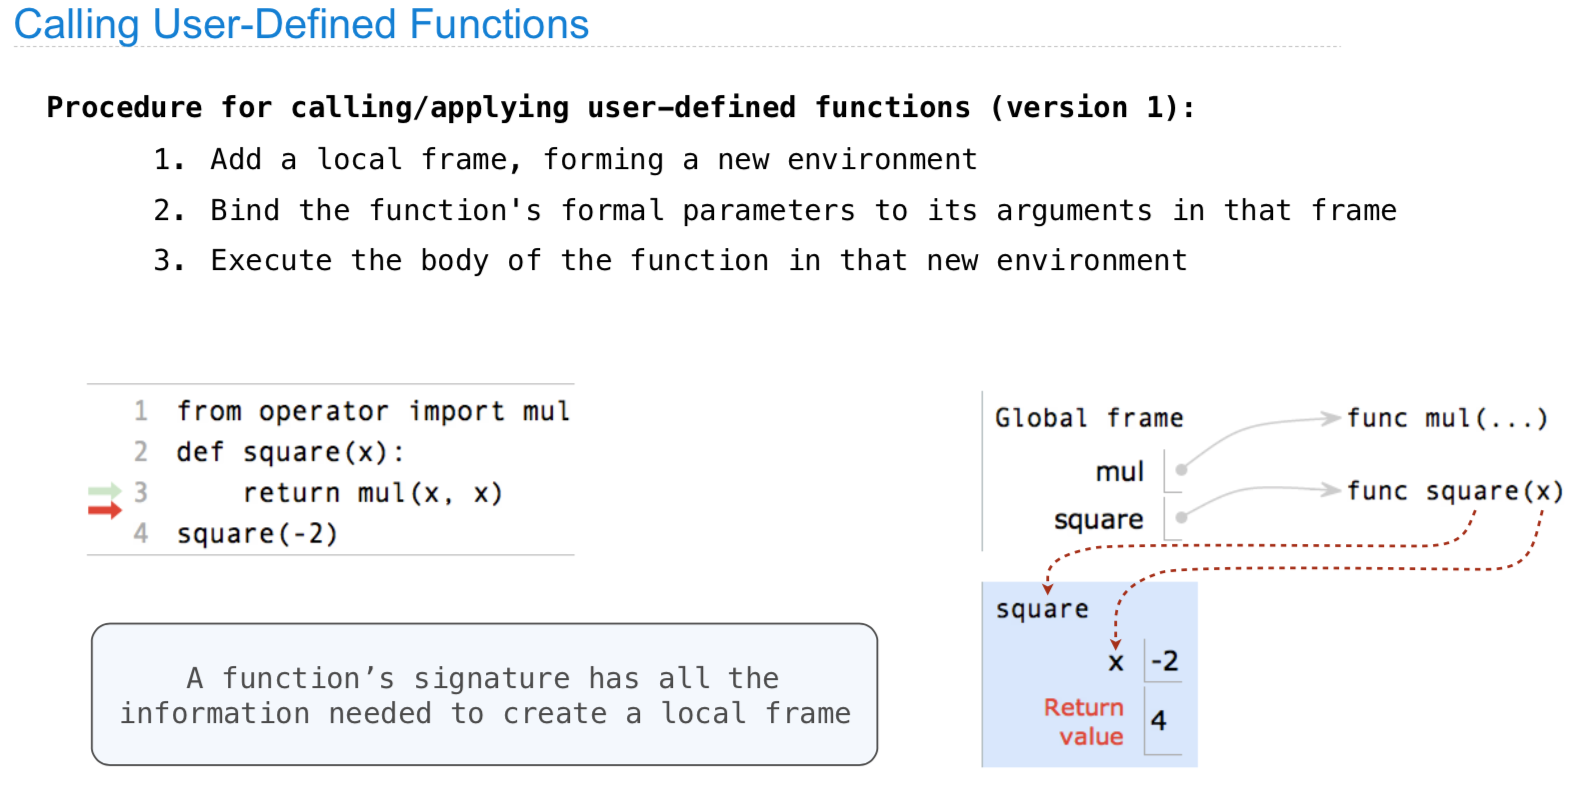 Calling User-Defined Functions
Procedure for calling/applying user–defined functions (version 1):
1. Add a local frame, forming a new environment
2. Bind the function's formal parameters to its arguments in that frame
3. Execute the body of the function in that new environment
1 from operator import mul
2 def square(x):
3     return mul(x, x)
4 square(-2)
A function’s signature has all the
information needed to create a local frame
Global frame
mul
square
func mul(...)
func square(x)
square
x -2
Return
value 4